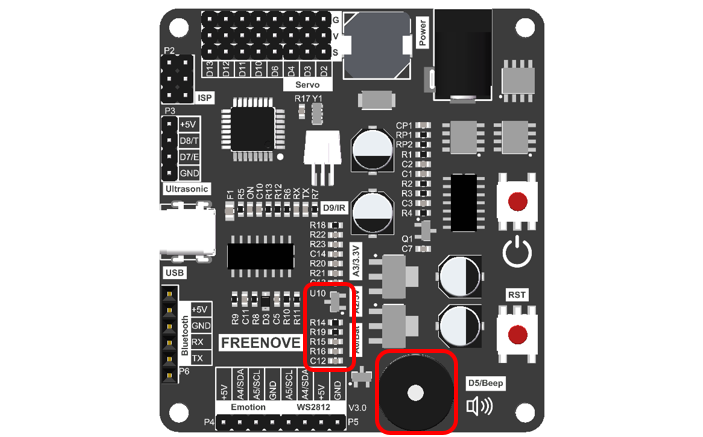 G
V
S
D13 D12 D11 D10 D6 D4 D3 D2
Servo
Power
P2
ISP
R17 Y1
P3
+5V
D8/T
D7/E
GND
Ultrasonic
CP1
RP1
RP2
R1
C2
C1
R2
R3
C3
R4
Q1
C7
F1 R5 ON C10 R13 R12 R6 RX TX R7
D9/IR
R18
R22
R23
C14
R20
R21
A3/3.3V
USB
U10
RST
+5V
GND
RX
TX
Bluetooth
P6
R9 C11 R8 D3 C5 R10 R11
R14
R19
R15
R16
C12
FREENOVE
+5V A4/SDA A5/SCL GND A5/SCL A4/SDA +5V GND
Emotion WS2812
V3.0
P4
P5
D5/Beep